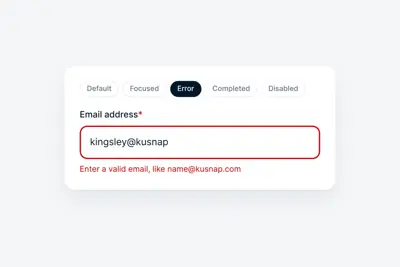 Default Focused Error Completed Disabled
Email address*
kingsley@kusnap
Enter a valid email, like name@kusnap.com